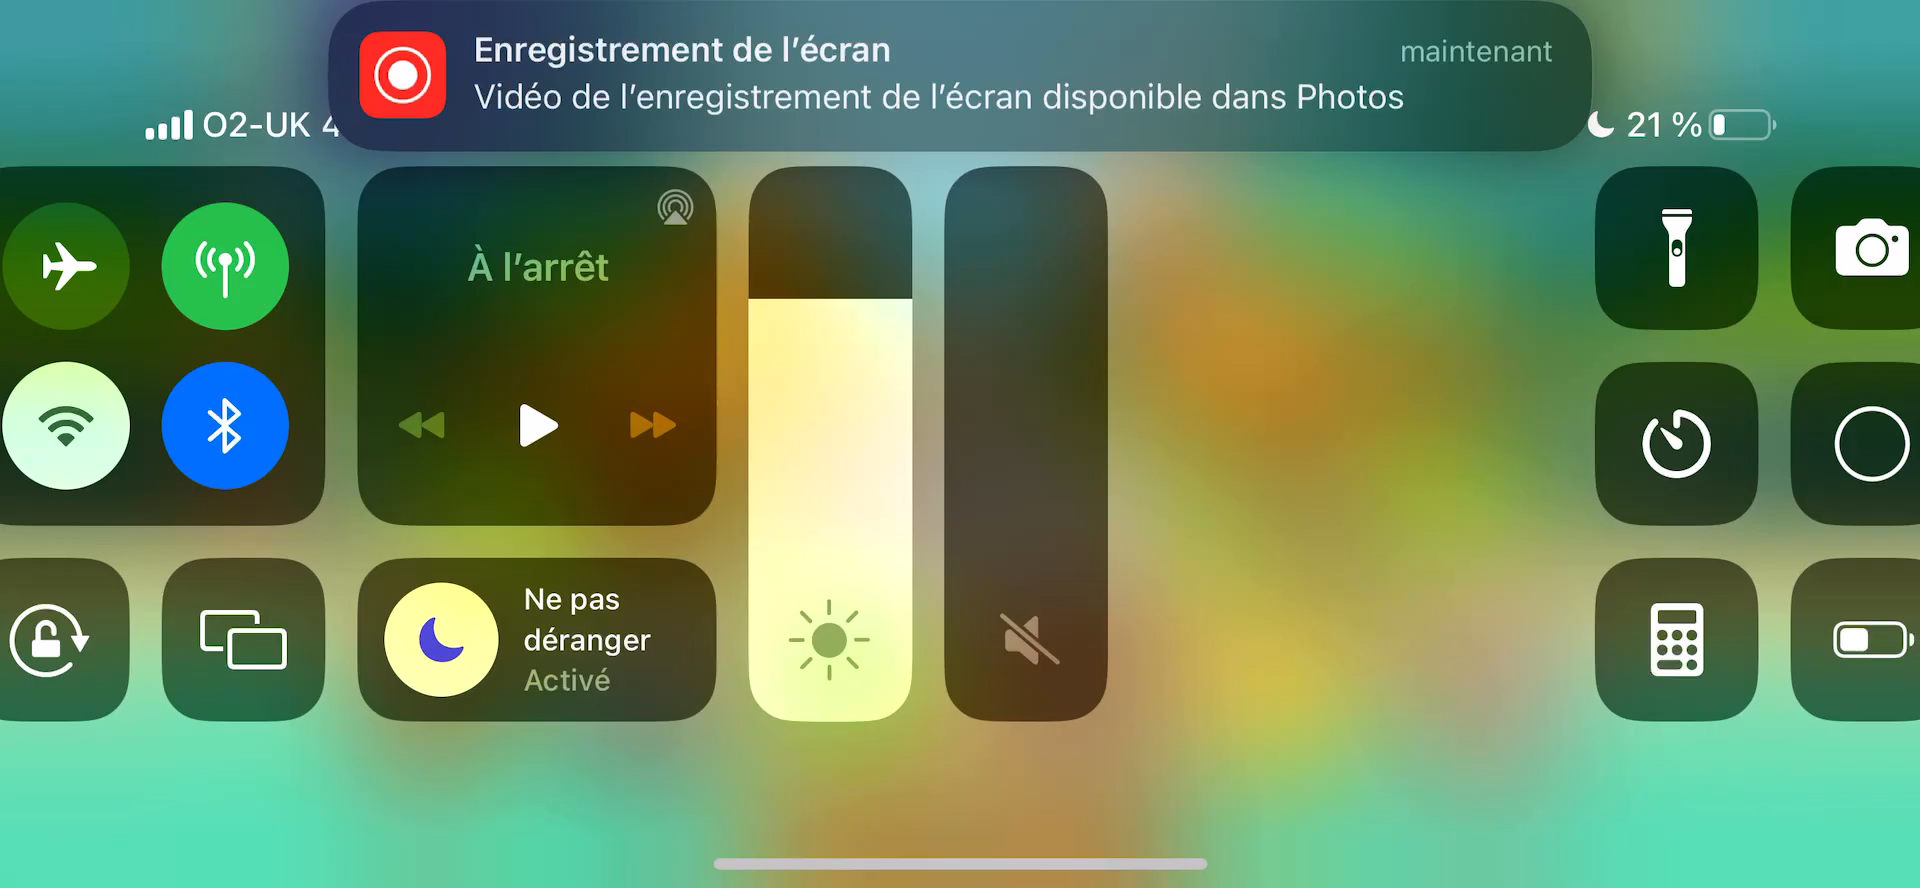 Enregistrement de l’écran
maintenant
Vidéo de l’enregistrement de l’écran disponible dans Photos
O2-UK 4
21 %
À l’arrêt
Ne pas
déranger
Activé